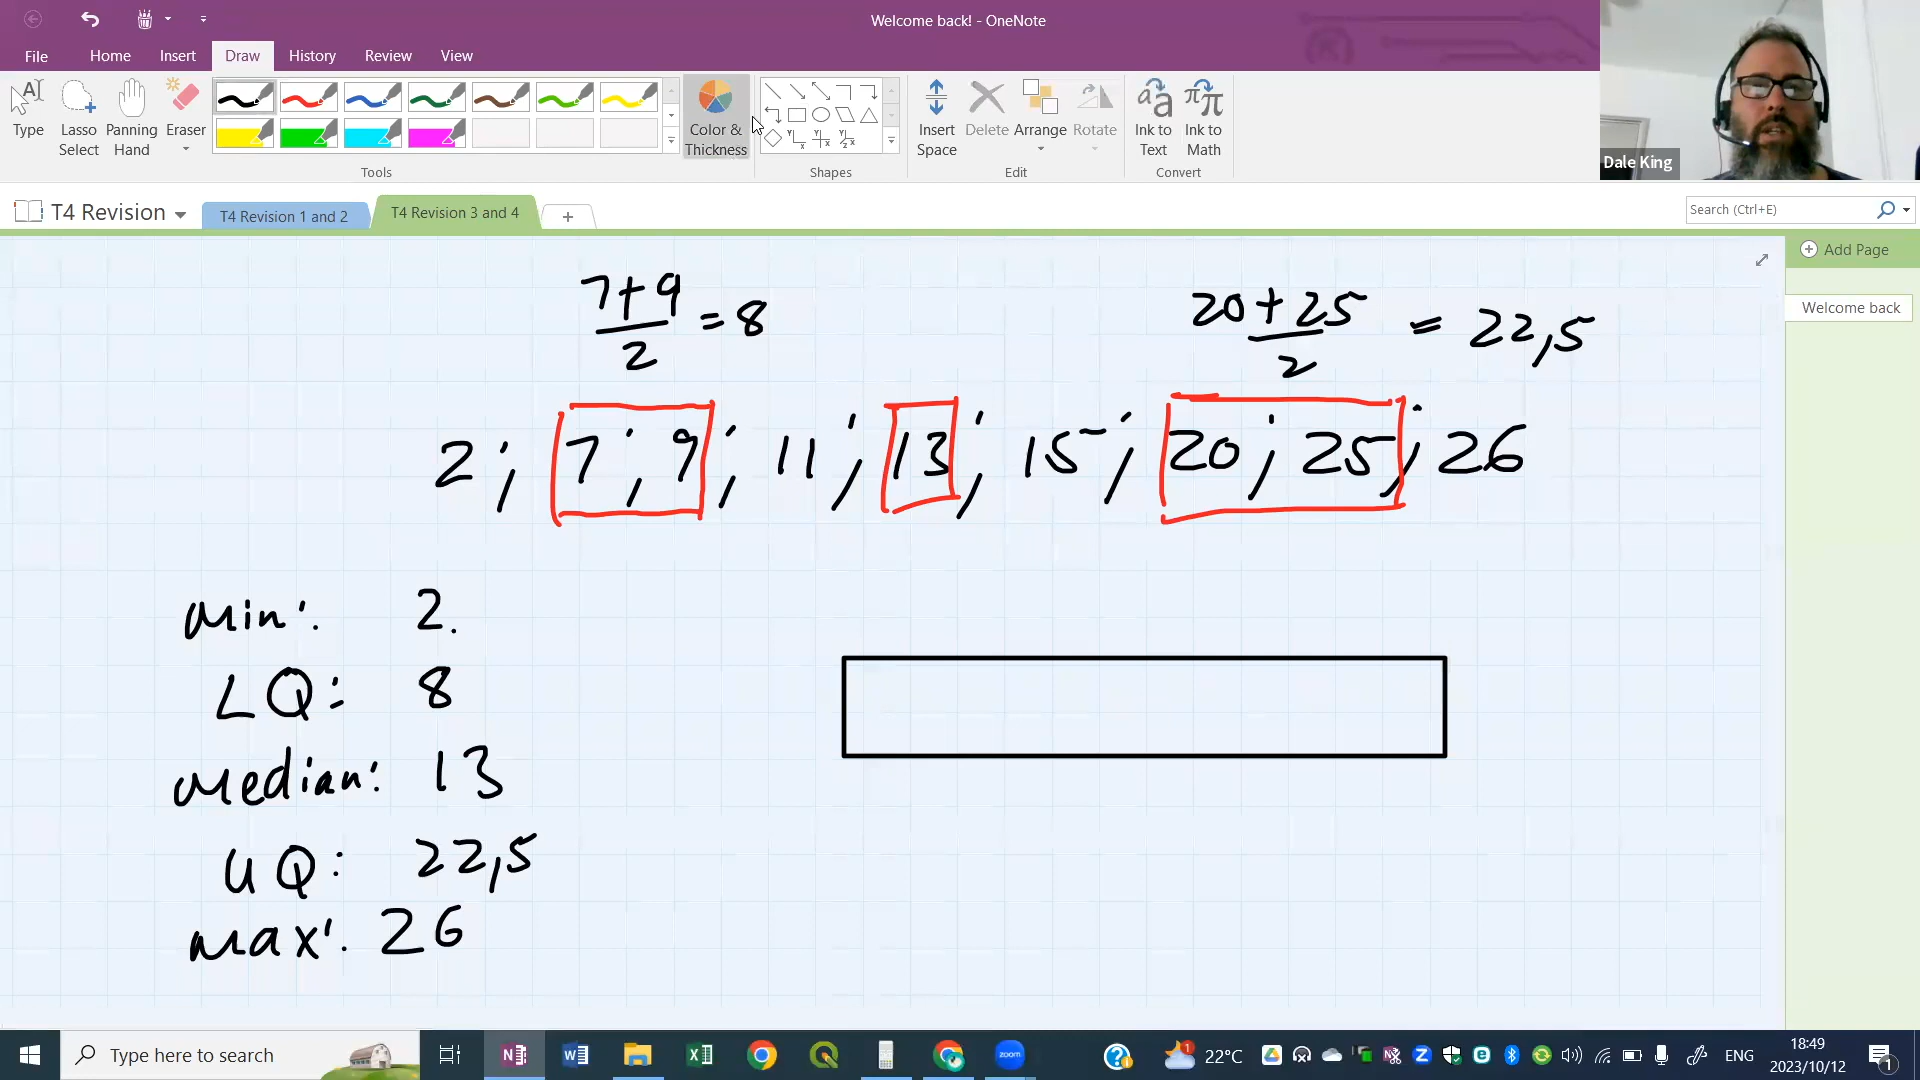 Welcome back! - OneNote
File Home Insert Draw History Review View
Type
Lasso Select
Panning Hand
Eraser
Color & Thickness
Insert Space
Delete
Arrange
Rotate
Ink to Text
Ink to Math
Tools Shapes Edit Convert
Dale King
T4 Revision
T4 Revision 1 and 2
T4 Revision 3 and 4
Search (Ctrl+E)
Add Page
Welcome back
7+9/2 = 8
20+25/2 = 22,5
2; 7; 9; 11; 13; 15; 20; 25; 26
Min: 2.
LQ: 8
Median: 13
UQ: 22,5
Max: 26
Type here to search
zoom
22°C
ENG
18:49
2023/10/12
1